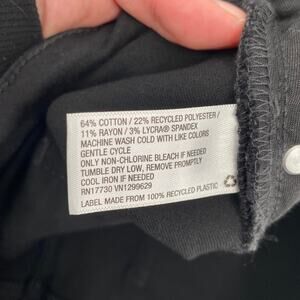 64% COTTON / 22% RECYCLED POLYESTER /
11% RAYON / 3% LYCRA® SPANDEX
MACHINE WASH COLD WITH LIKE COLORS
GENTLE CYCLE
ONLY NON-CHLORINE BLEACH IF NEEDED
TUMBLE DRY LOW, REMOVE PROMPTLY
COOL IRON IF NEEDED
RN17730 VN1299629
LABEL MADE FROM 100% RECYCLED PLASTIC